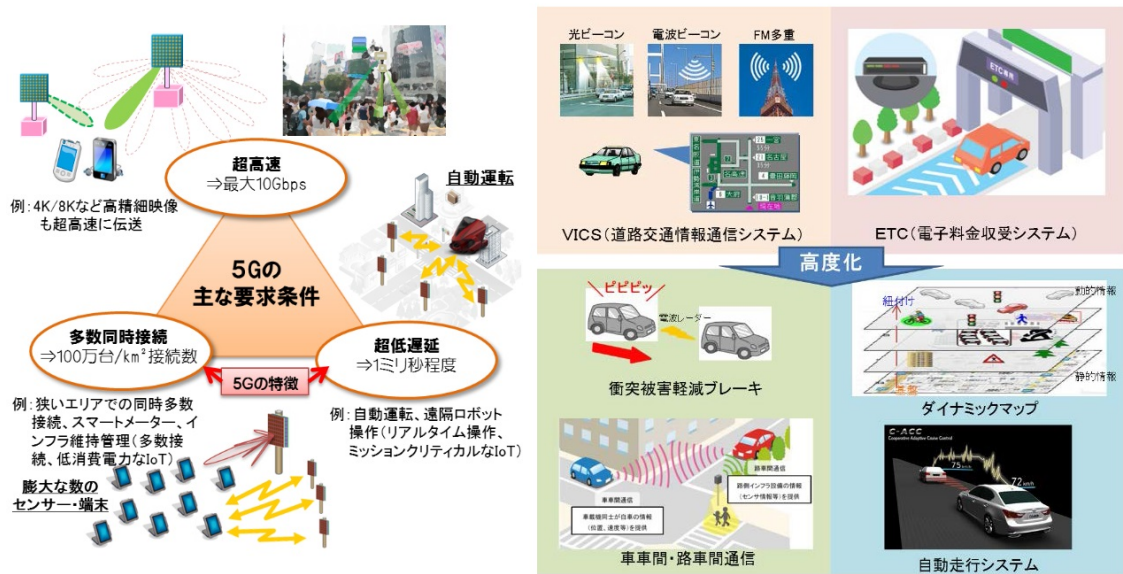 超高速
⇒最大10Gbps
例：4K/8Kなど高精細映像
も超高速に伝送
自動運転
5Gの
主な要求条件
多数同時接続
⇒100万台/km²接続数
超低遅延
⇒1ミリ秒程度
5Gの特徴
例：狭いエリアでの同時多数
接続、スマートメーター、イ
ンフラ維持管理（多数接
続、低消費電力なIoT）
例：自動運転、遠隔ロボット
操作（リアルタイム操作、
ミッションクリティカルなIoT）
膨大な数の
センサー・端末
光ビーコン
電波ビーコン
FM多重
VICS（道路交通情報通信システム）
ETC
ETC（電子料金収受システム）
高度化
ピピピッ
電波レーダー
衝突被害軽減ブレーキ
紐付け
動的情報
静的情報
ダイナミックマップ
車車間通信
車載機同士が自車の情報
（位置、速度等）を提供
路車間通信
路側インフラ設備の情報
（センサ情報等）を提供
車車間・路車間通信
C-ACC
Cooperative Adaptive Cruise Control
75 km/h
72 km/h
自動走行システム